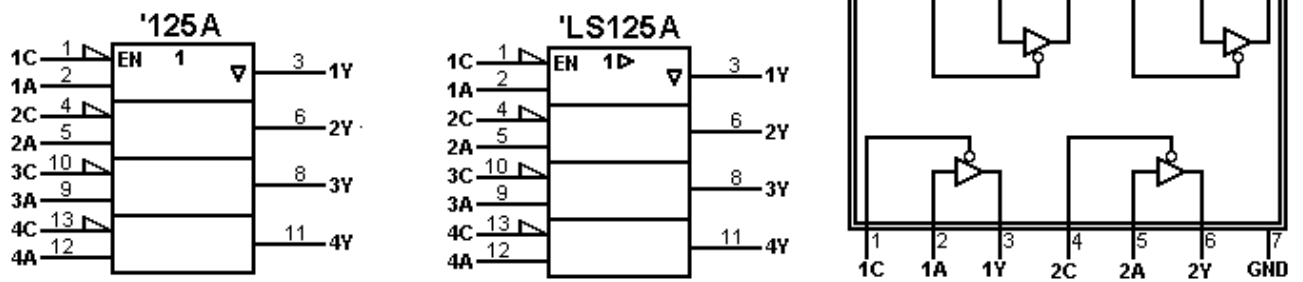 '125A
1C 1 EN 1 3 1Y
1A 2
2C 4 6 2Y
2A 5
3C 10 8 3Y
3A 9
4C 13 11 4Y
4A 12
'LS125A
1C 1 EN 1 3 1Y
1A 2
2C 4 6 2Y
2A 5
3C 10 8 3Y
3A 9
4C 13 11 4Y
4A 12
1 2 3 4 5 6 7
1C 1A 1Y 2C 2A 2Y GND